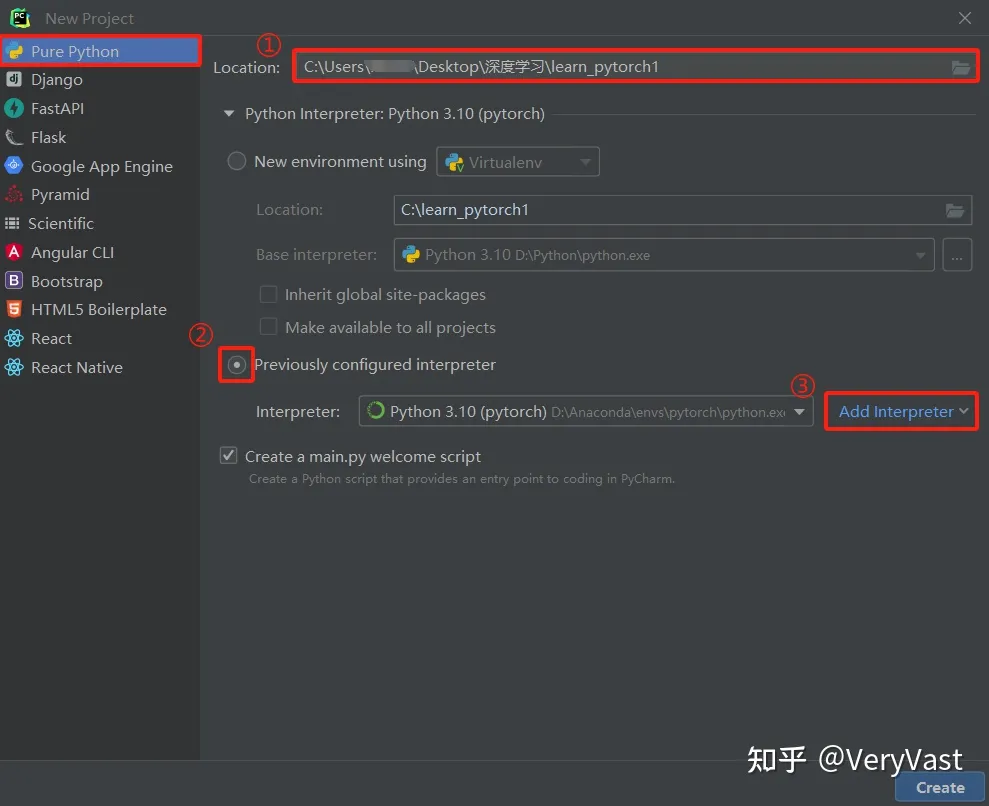 New Project
Pure Python
Django
FastAPI
Flask
Google App Engine
Pyramid
Scientific
Angular CLI
Bootstrap
HTML5 Boilerplate
React
React Native
①
Location: C:\Users\ \Desktop\深度学习\learn_pytorch1
Python Interpreter: Python 3.10 (pytorch)
New environment using Virtualenv
Location: C:\learn_pytorch1
Base interpreter: Python 3.10 D:\Python\python.exe ...
Inherit global site-packages
Make available to all projects
②
Previously configured interpreter
③
Interpreter: Python 3.10 (pytorch) D:\Anaconda\envs\pytorch\python.exe Add Interpreter
Create a main.py welcome script
Create a Python script that provides an entry point to coding in PyCharm.
知乎 @VeryVast
Create